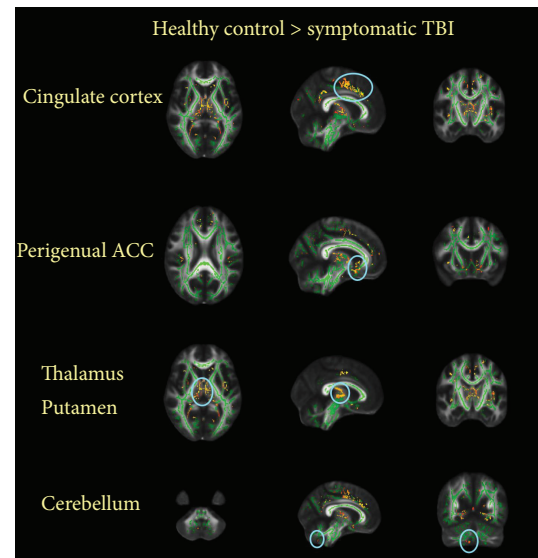 Healthy control > symptomatic TBI
Cingulate cortex
Perigenual ACC
Thalamus
Putamen
Cerebellum